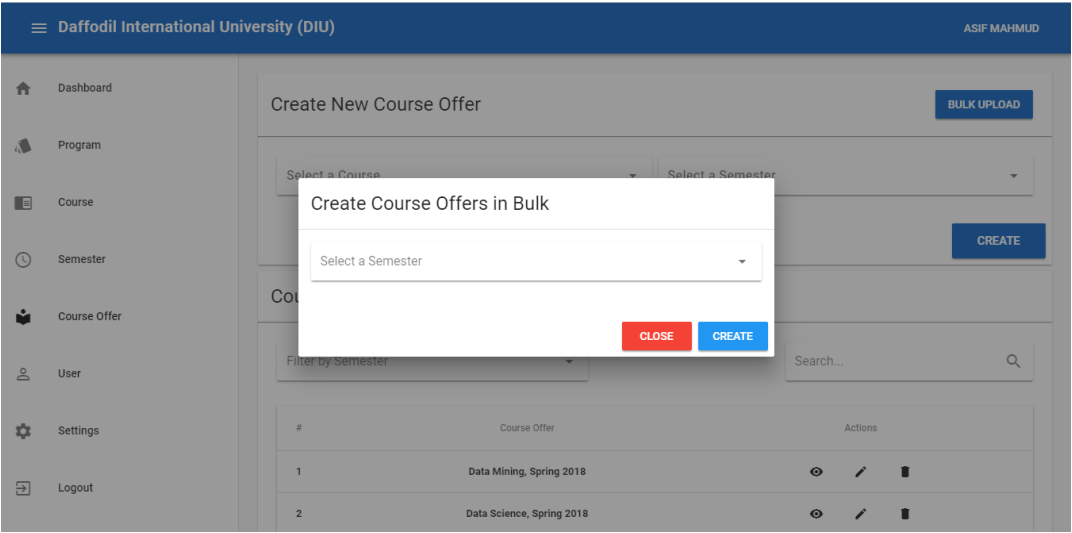 Daffodil International University (DIU)
ASIF MAHMUD
Dashboard
Program
Course
Semester
Course Offer
User
Settings
Logout
Create New Course Offer
BULK UPLOAD
Select a Course
Select a Semester
CREATE
Create Course Offers in Bulk
Select a Semester
CLOSE
CREATE
Cou
Filter by Semester
Search...
# Course Offer Actions
1 Data Mining, Spring 2018
2 Data Science, Spring 2018